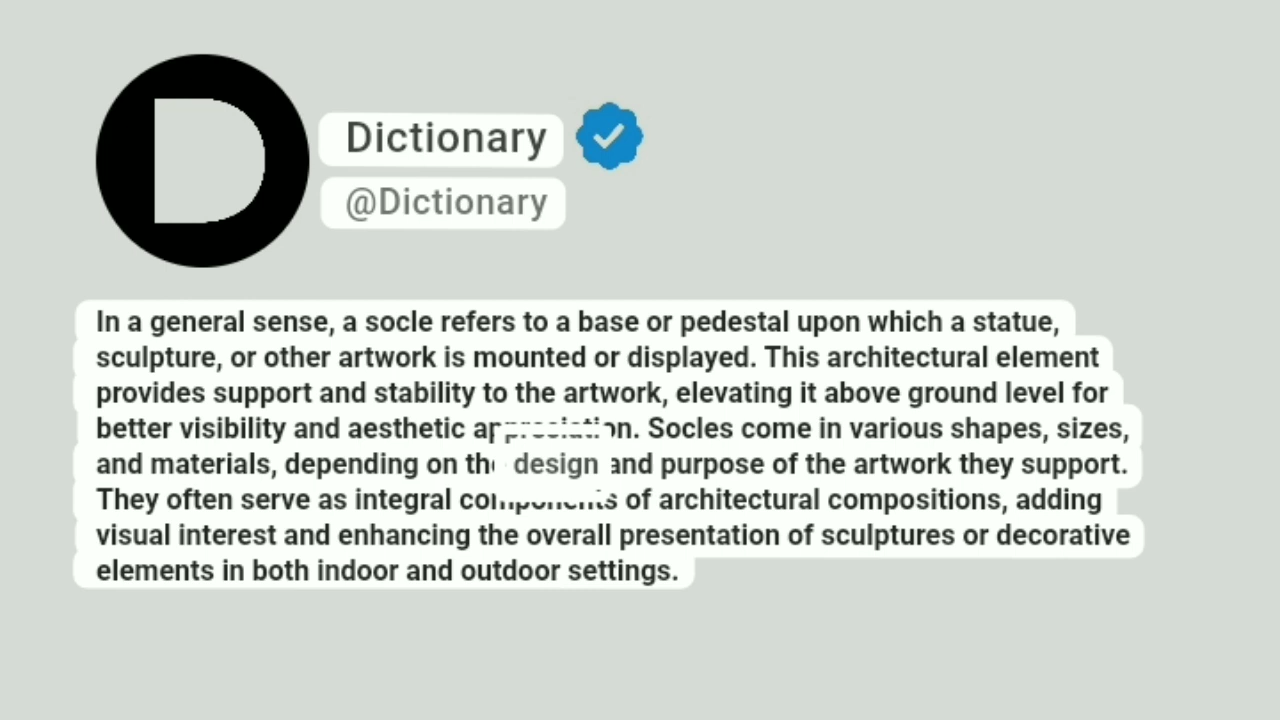 D
Dictionary
@Dictionary
In a general sense, a socle refers to a base or pedestal upon which a statue,
sculpture, or other artwork is mounted or displayed. This architectural element
provides support and stability to the artwork, elevating it above ground level for
better visibility and aesthetic appreciation. Socles come in various shapes, sizes,
and materials, depending on the design and purpose of the artwork they support.
They often serve as integral components of architectural compositions, adding
visual interest and enhancing the overall presentation of sculptures or decorative
elements in both indoor and outdoor settings.